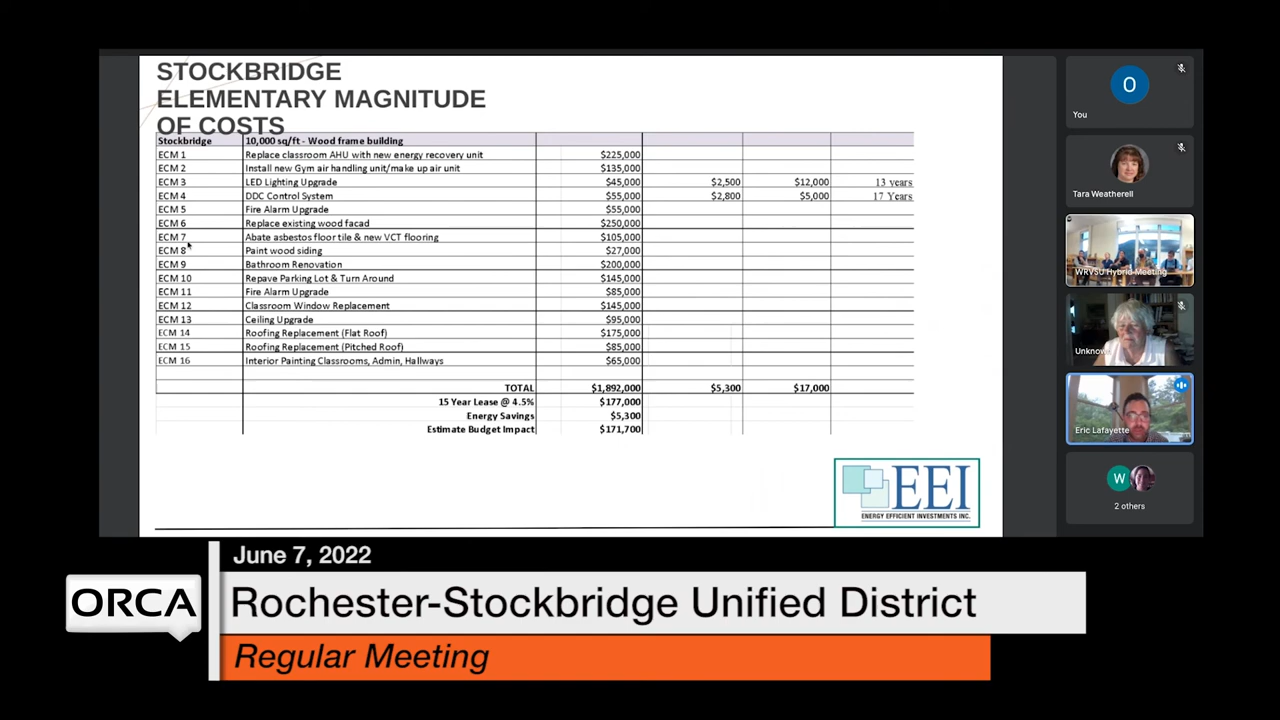 STOCKBRIDGE
ELEMENTARY MAGNITUDE
OF COSTS
Stockbridge 10,000 sq/ft - Wood frame building
ECM 1 Replace classroom AHU with new energy recovery unit $225,000
ECM 2 Install new Gym air handling unit/make up air unit $135,000
ECM 3 LED Lighting Upgrade $45,000 $2,500 $12,000 13 years
ECM 4 DDC Control System $55,000 $2,800 $5,000 17 Years
ECM 5 Fire Alarm Upgrade $55,000
ECM 6 Replace existing wood facad $250,000
ECM 7 Abate asbestos floor tile & new VCT flooring $105,000
ECM 8 Paint wood siding $27,000
ECM 9 Bathroom Renovation $200,000
ECM 10 Repave Parking Lot & Turn Around $145,000
ECM 11 Fire Alarm Upgrade $85,000
ECM 12 Classroom Window Replacement $145,000
ECM 13 Ceiling Upgrade $95,000
ECM 14 Roofing Replacement (Flat Roof) $175,000
ECM 15 Roofing Replacement (Pitched Roof) $85,000
ECM 16 Interior Painting Classrooms, Admin, Hallways $65,000
TOTAL $1,892,000 $5,300 $17,000
15 Year Lease @ 4.5% $177,000
Energy Savings $5,300
Estimate Budget Impact $171,700
EEI
ENERGY EFFICIENT INVESTMENTS INC.
O
You
Tara Weatherell
WRVSU Hybrid Meeting
Unknown
Eric Lafayette
W
2 others
June 7, 2022
ORCA
Rochester-Stockbridge Unified District
Regular Meeting